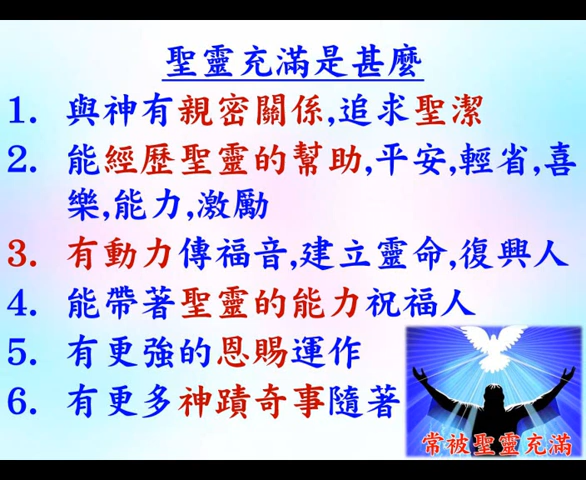 聖靈充滿是甚麼
1. 與神有親密關係,追求聖潔
2. 能經歷聖靈的幫助,平安,輕省,喜
樂,能力,激勵
3. 有動力傳福音,建立靈命,復興人
4. 能帶著聖靈的能力祝福人
5. 有更強的恩賜運作
6. 有更多神蹟奇事隨著
常被聖靈充滿